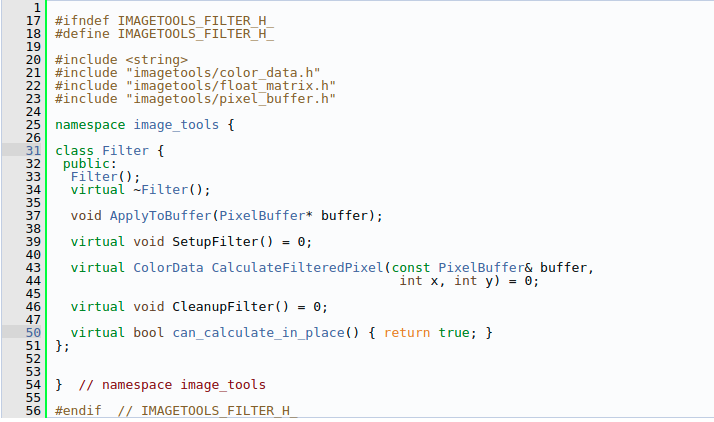 1
17 #ifndef IMAGETOOLS_FILTER_H_
18 #define IMAGETOOLS_FILTER_H_
19
20 #include <string>
21 #include "imagetools/color_data.h"
22 #include "imagetools/float_matrix.h"
23 #include "imagetools/pixel_buffer.h"
24
25 namespace image_tools {
26
31 class Filter {
32  public:
33   Filter();
34   virtual ~Filter();
35
37   void ApplyToBuffer(PixelBuffer* buffer);
38
39   virtual void SetupFilter() = 0;
40
43   virtual ColorData CalculateFilteredPixel(const PixelBuffer& buffer,
44                                            int x, int y) = 0;
45
46   virtual void CleanupFilter() = 0;
47
50   virtual bool can_calculate_in_place() { return true; }
51 };
52
53
54 }  // namespace image_tools
55
56 #endif  // IMAGETOOLS_FILTER_H_